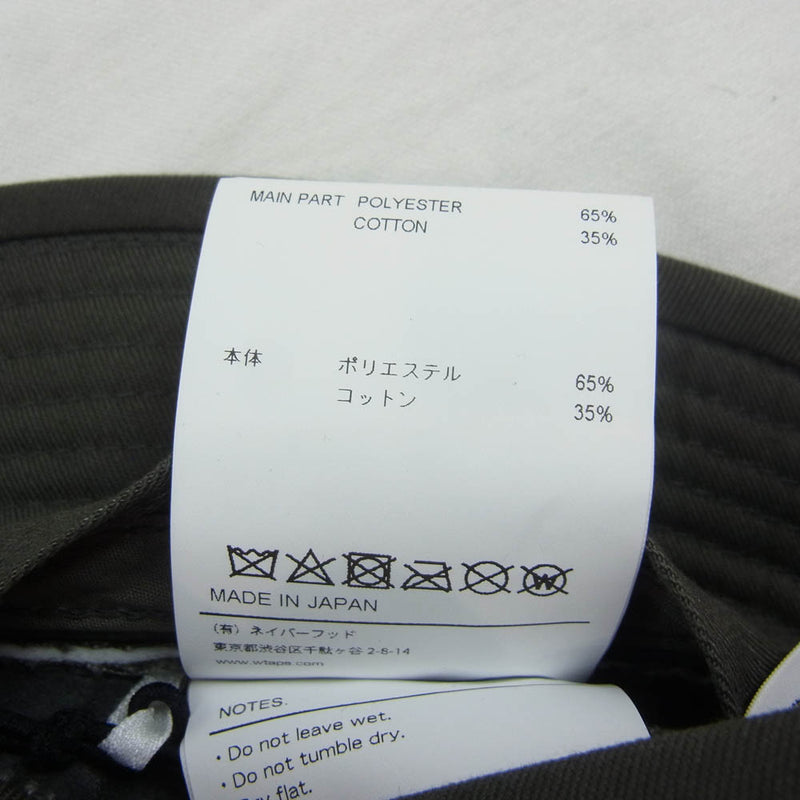 MAIN PART POLYESTER 65%
COTTON 35%
本体 ポリエステル 65%
コットン 35%
MADE IN JAPAN
(有) ネイバーフッド
東京都渋谷区千駄ヶ谷 2-8-14
www.wtaps.com
NOTES.
・Do not leave wet.
・Do not tumble dry.
flat.